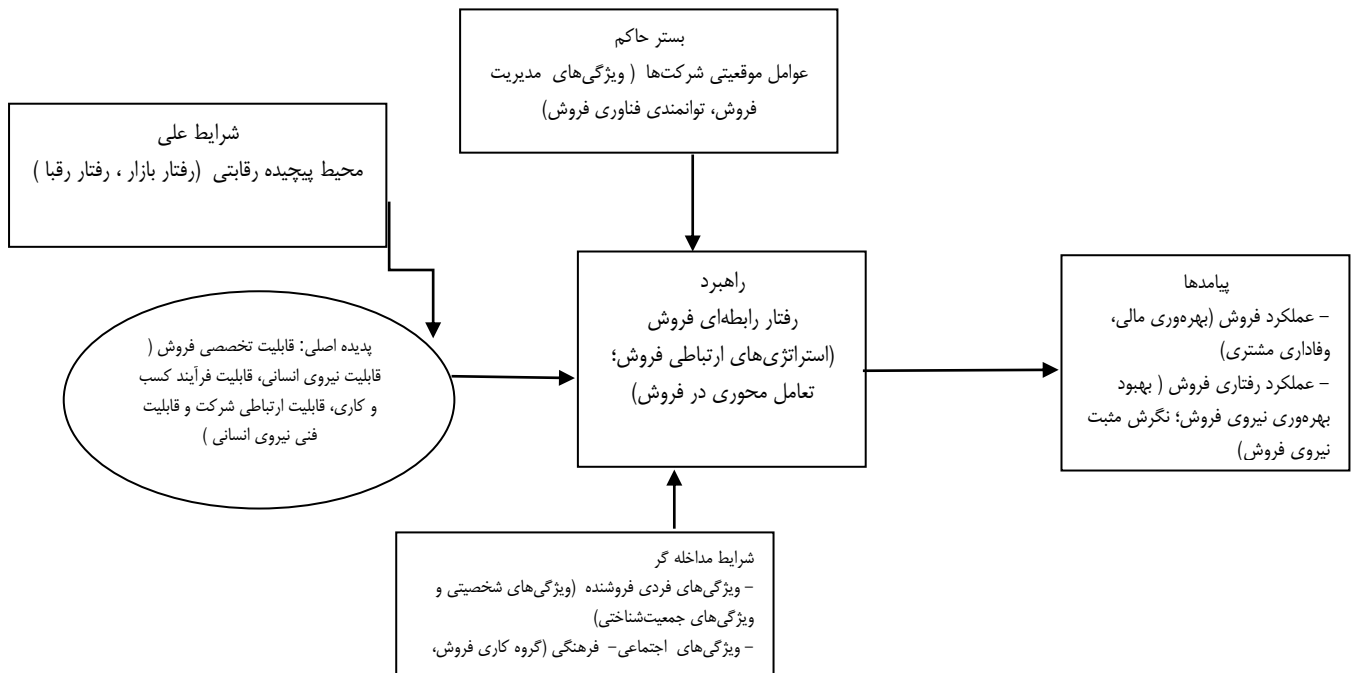 بستر حاکم
عوامل موقعیتی شرکت‌ها ( ویژگی‌های مدیریت
فروش، توانمندی فناوری فروش)
شرایط علی
محیط پیچیده رقابتی (رفتار بازار ، رفتار رقبا )
پدیده اصلی: قابلیت تخصصی فروش (
قابلیت نیروی انسانی، قابلیت فرآیند کسب
و کاری، قابلیت ارتباطی شرکت و قابلیت
فنی نیروی انسانی )
راهبرد
رفتار رابطه‌ای فروش
(استراتژی‌های ارتباطی فروش؛
تعامل محوری در فروش)
پیامدها
- عملکرد فروش (بهره‌وری مالی،
وفاداری مشتری)
- عملکرد رفتاری فروش ( بهبود
بهره‌وری نیروی فروش؛ نگرش مثبت
نیروی فروش)
شرایط مداخله گر
- ویژگی‌های فردی فروشنده (ویژگی‌های شخصیتی و
ویژگی‌های جمعیت‌شناختی)
- ویژگی‌های اجتماعی- فرهنگی (گروه کاری فروش،